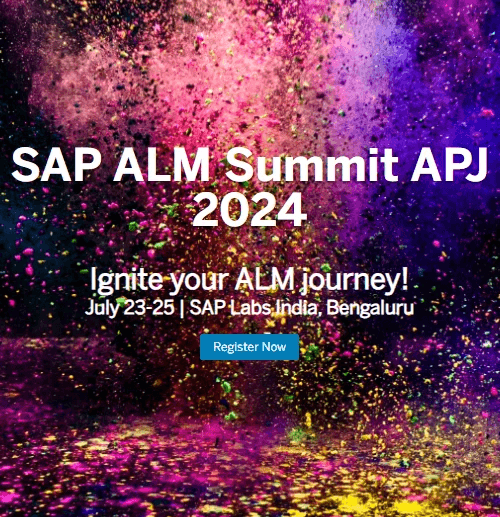 SAP ALM Summit APJ
2024
Ignite your ALM journey!
July 23-25 | SAP Labs India, Bengaluru
Register Now